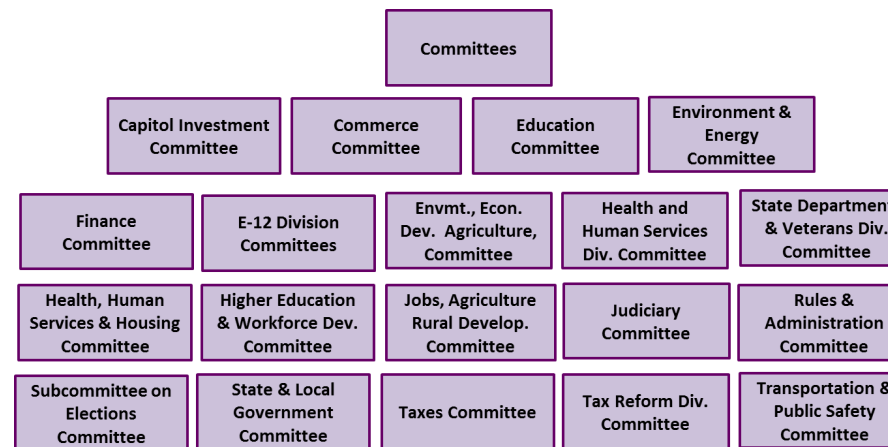 Committees
Capitol Investment
Committee
Commerce
Committee
Education
Committee
Environment &
Energy
Committee
Finance
Committee
E-12 Division
Committees
Envmt., Econ.
Dev.  Agriculture,
Committee
Health and
Human Services
Div. Committee
State Department
& Veterans Div.
Committee
Health, Human
Services & Housing
Committee
Higher Education
& Workforce Dev.
Committee
Jobs, Agriculture
Rural Develop.
Committee
Judiciary
Committee
Rules &
Administration
Committee
Subcommittee on
Elections
Committee
State & Local
Government
Committee
Taxes Committee
Tax Reform Div.
Committee
Transportation &
Public Safety
Committee